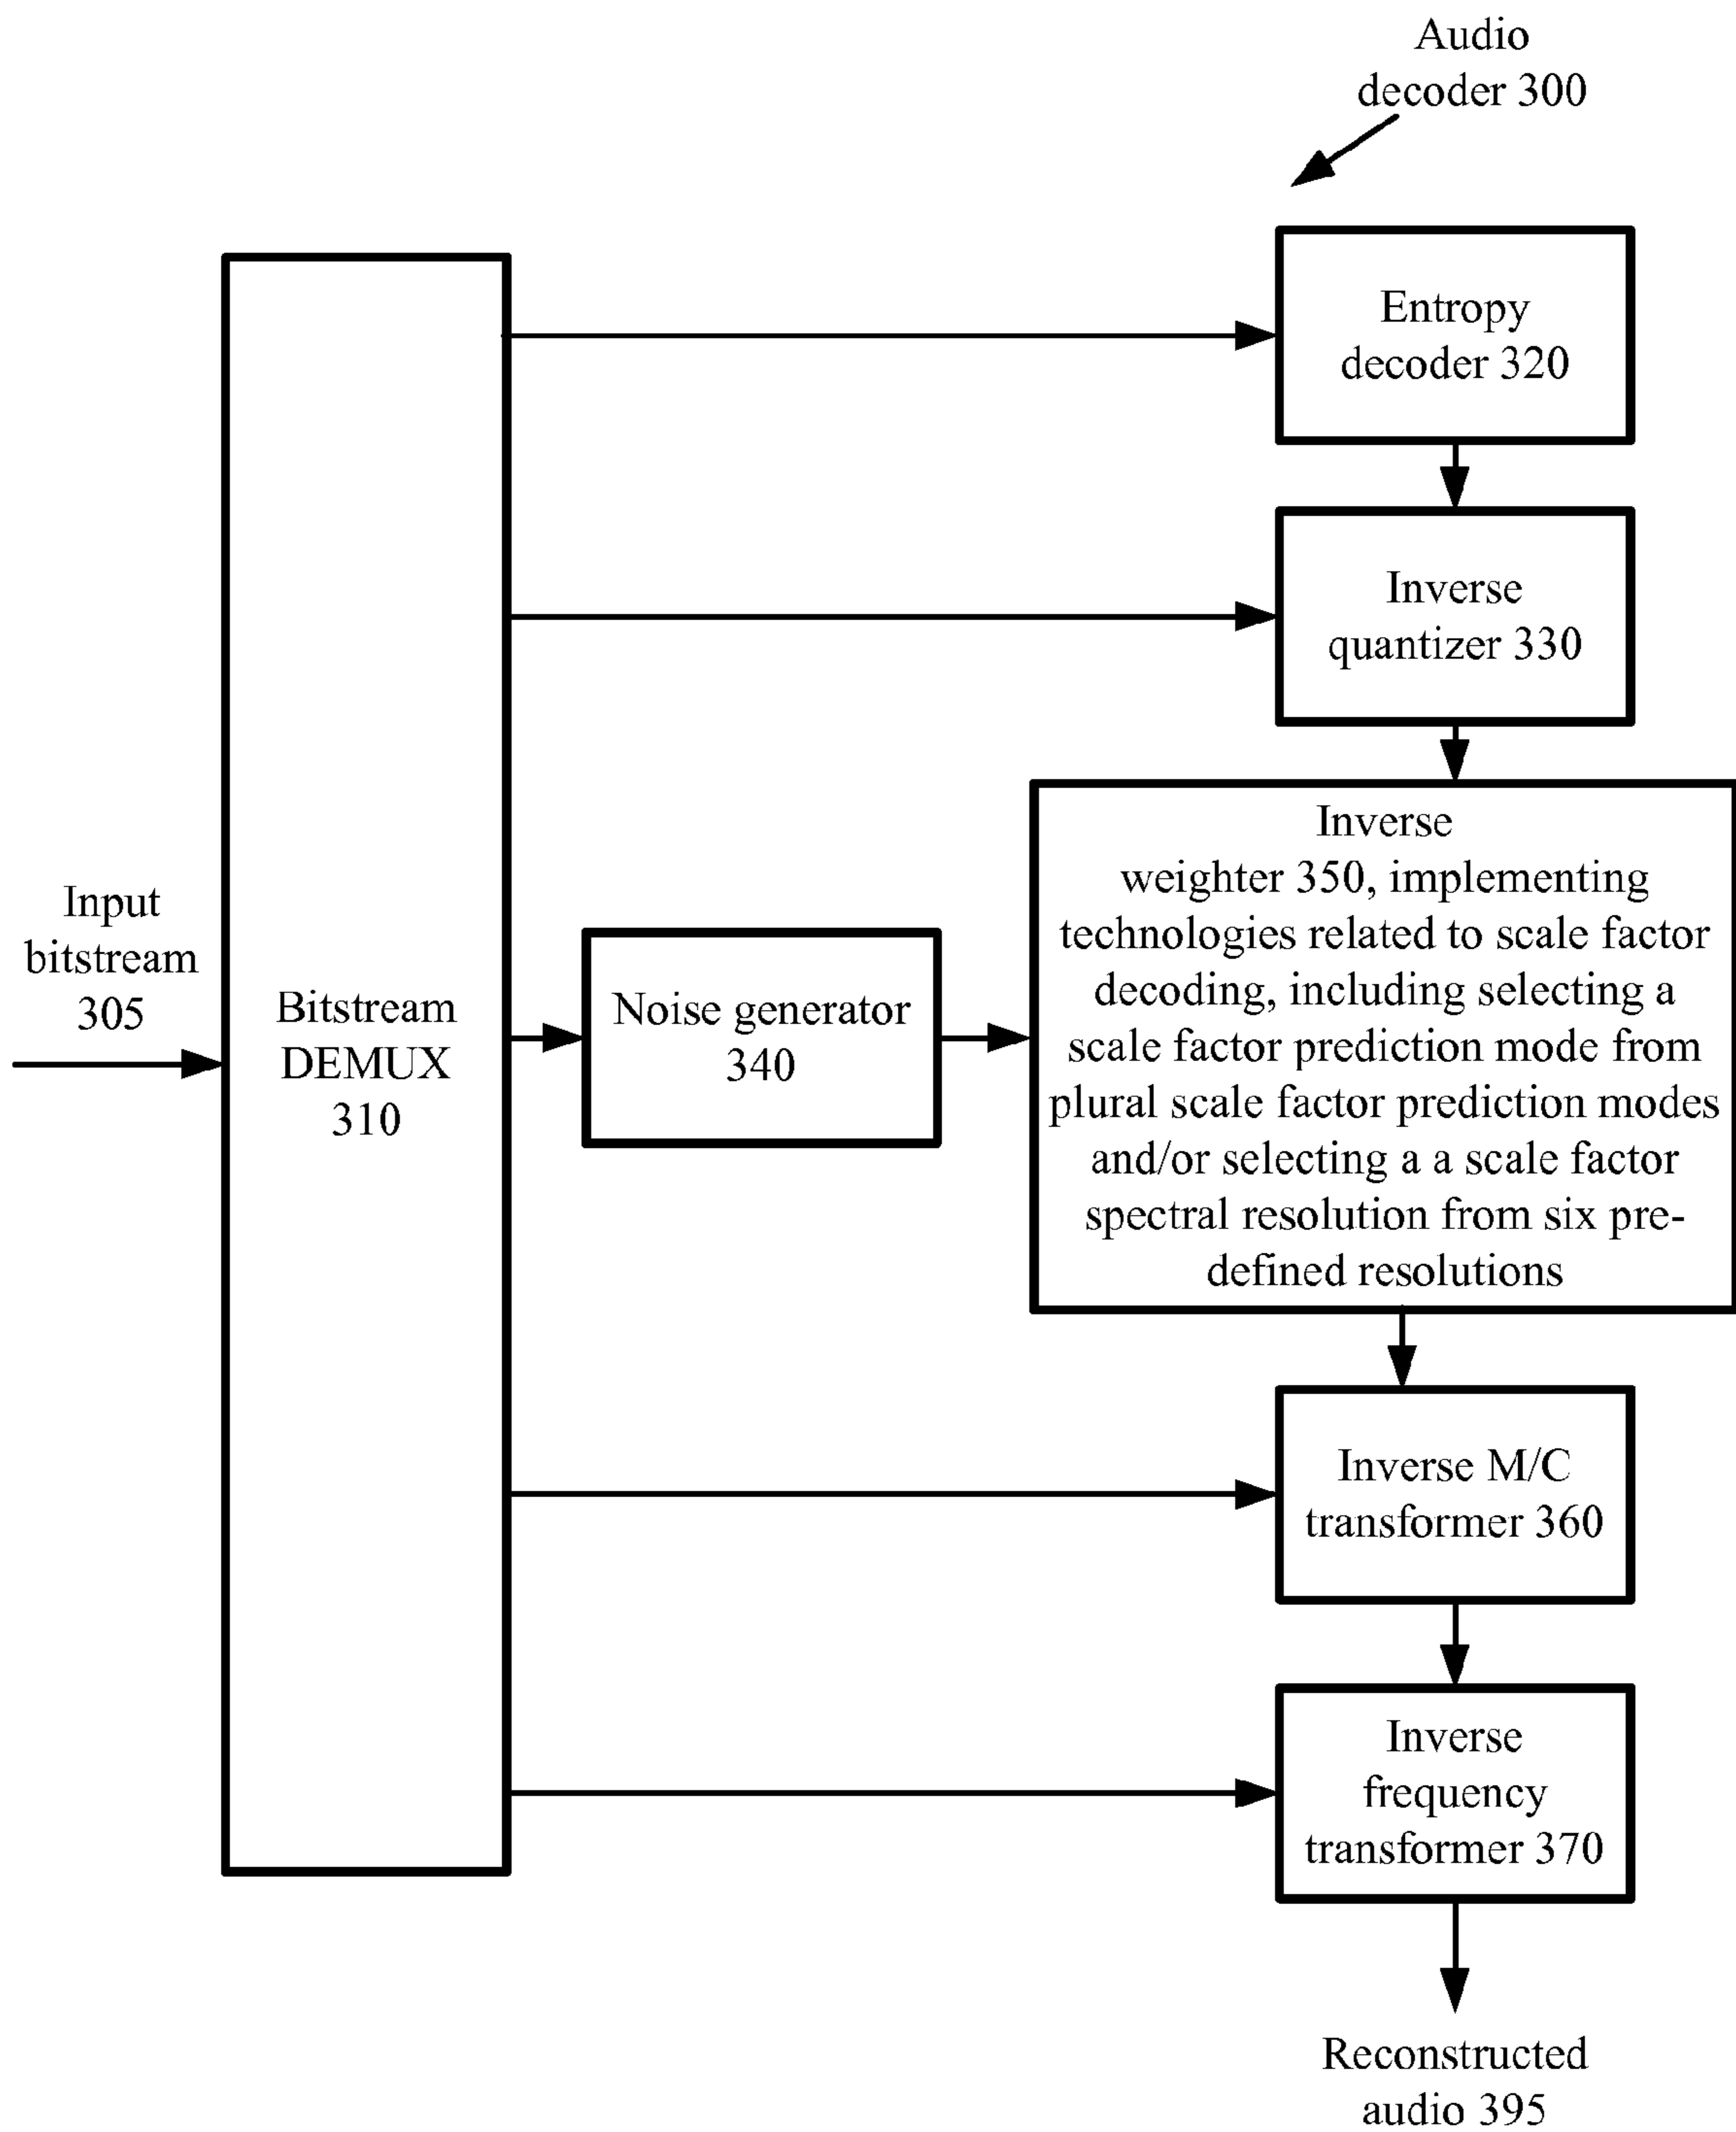 Audio
decoder 300
Entropy
decoder 320
Inverse
quantizer 330
Input
bitstream
305
Bitstream
DEMUX
310
Noise generator
340
Inverse
weighter 350, implementing
technologies related to scale factor
decoding, including selecting a
scale factor prediction mode from
plural scale factor prediction modes
and/or selecting a a scale factor
spectral resolution from six pre-
defined resolutions
Inverse M/C
transformer 360
Inverse
frequency
transformer 370
Reconstructed
audio 395